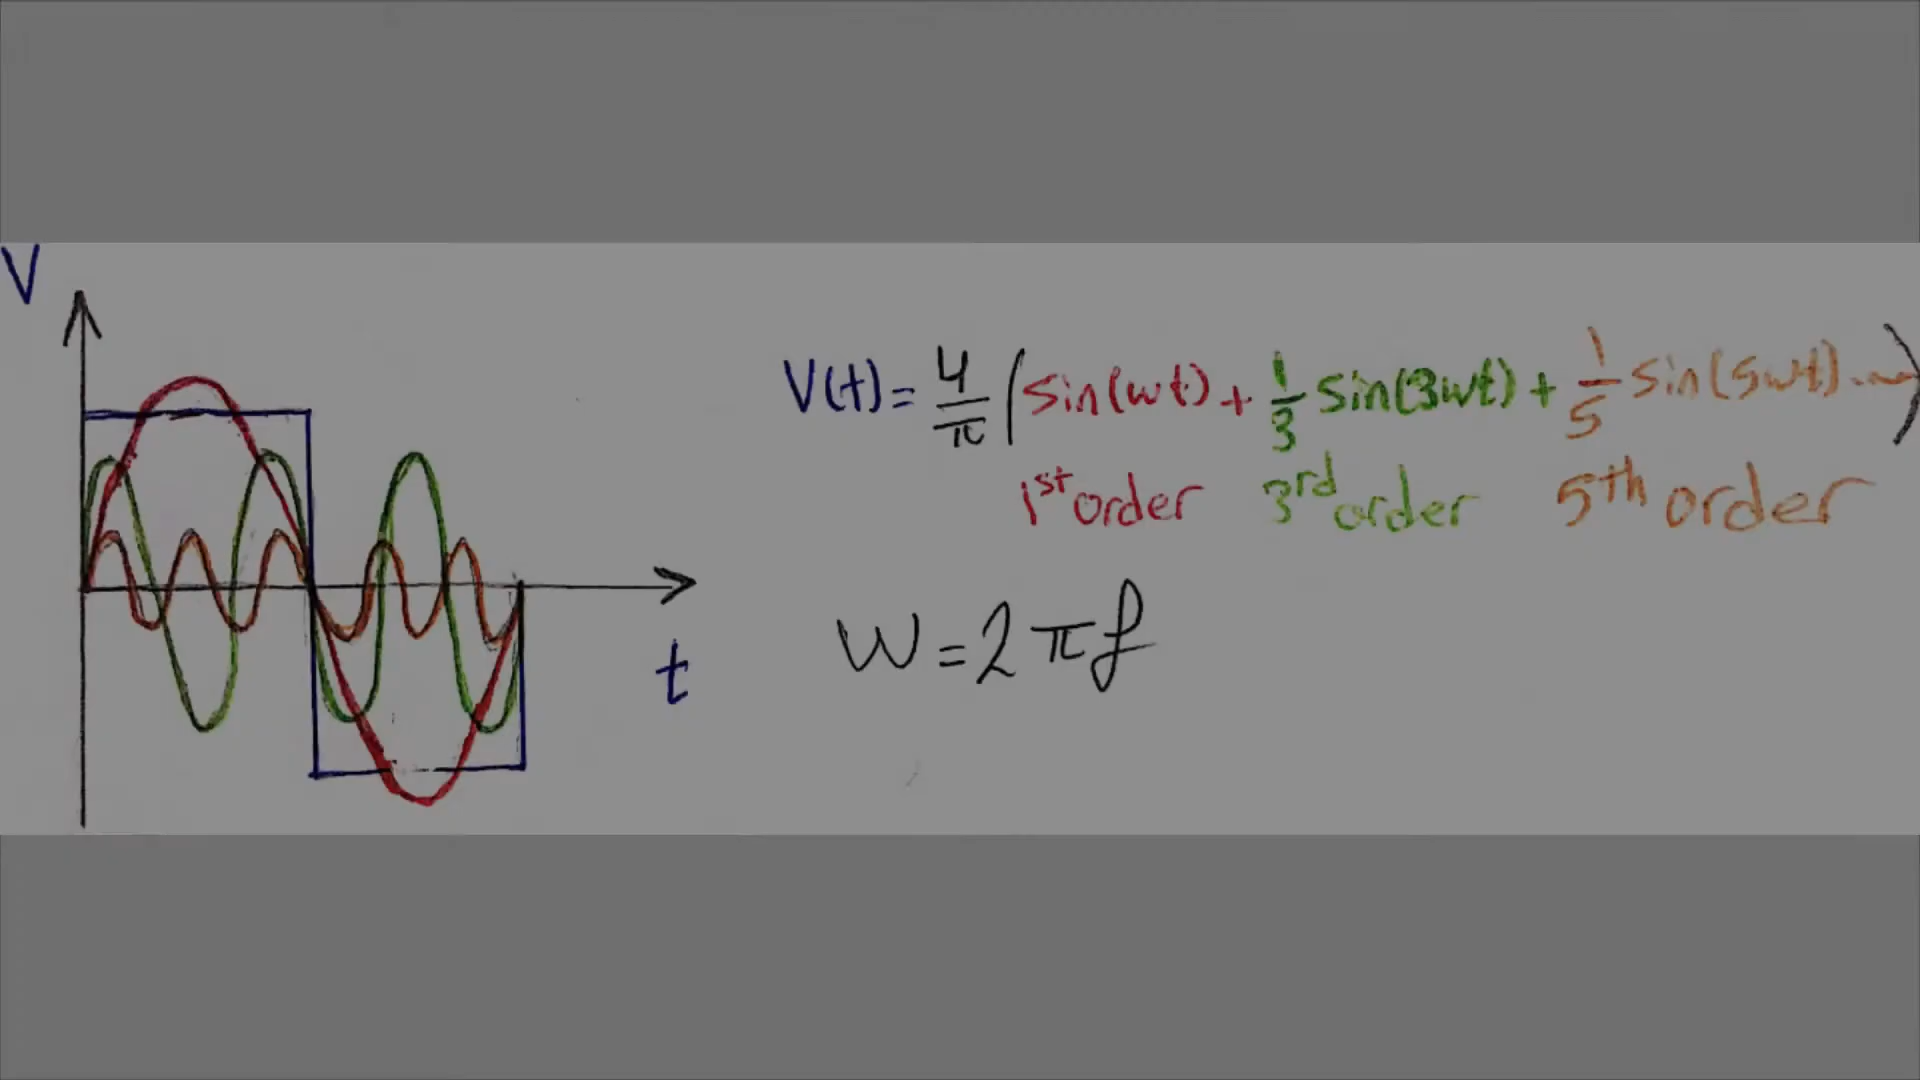 V
V(t) = 4/π (sin(wt) + 1/3 sin(3wt) + 1/5 sin(5wt) ...)
1st order 3rd order 5th order
w = 2πf
t